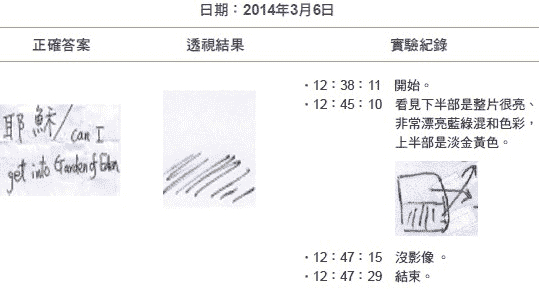 日期：2014年3月6日
正確答案
透視結果
實驗紀錄
耶穌/can I
get into Garden of Eden
・12：38：11 開始。
・12：45：10 看見下半部是整片很亮、
非常漂亮藍綠混和色彩，
上半部是淡金黃色。
・12：47：15 沒影像。
・12：47：29 結束。